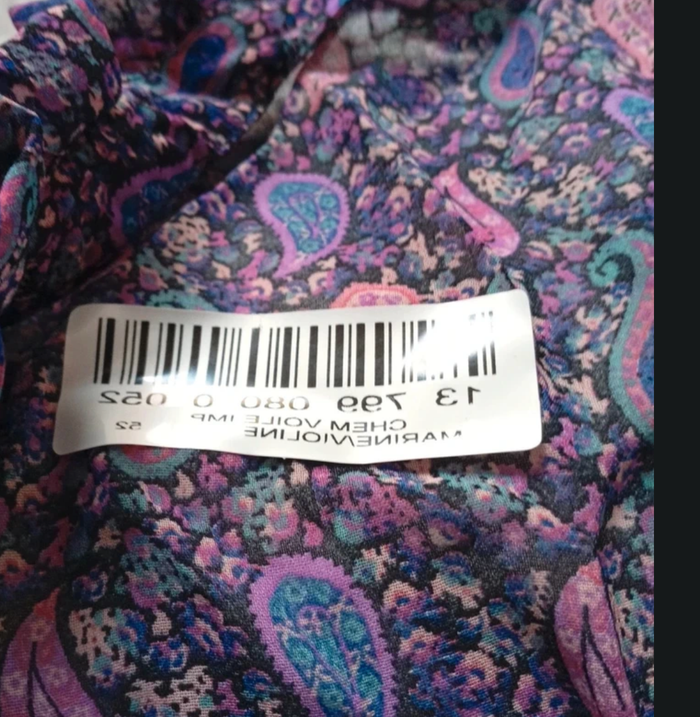 13 799 080 0 052
CHEM VOILE IMP
MARINE/VIOLINE 52